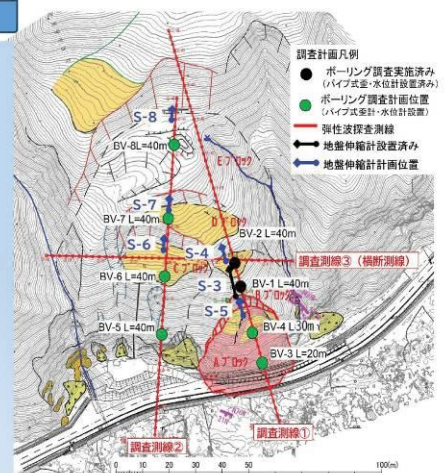 調査計画凡例
ボーリング調査実施済み
(パイプ式歪・水位計設置済み)
ボーリング調査計画位置
(パイプ式歪計・水位計設置)
弾性波探査測線
地盤伸縮計設置済み
地盤伸縮計計画位置
S-8
BV-8L=40m
Eブロック
S-7
BV-7 L=40m
Dブロック
BV-2 L=40m
S-6
S-4
調査測線③（横断測線）
Cブロック
BV-6 L=40m
S-3
BV-1 L=40m
Bブロック
S-5
BV-5 L=40m
BV-4 L30m
BV-3 L=20m
Aブロック
調査測線②
調査測線①
0 20 40 60 100(m)